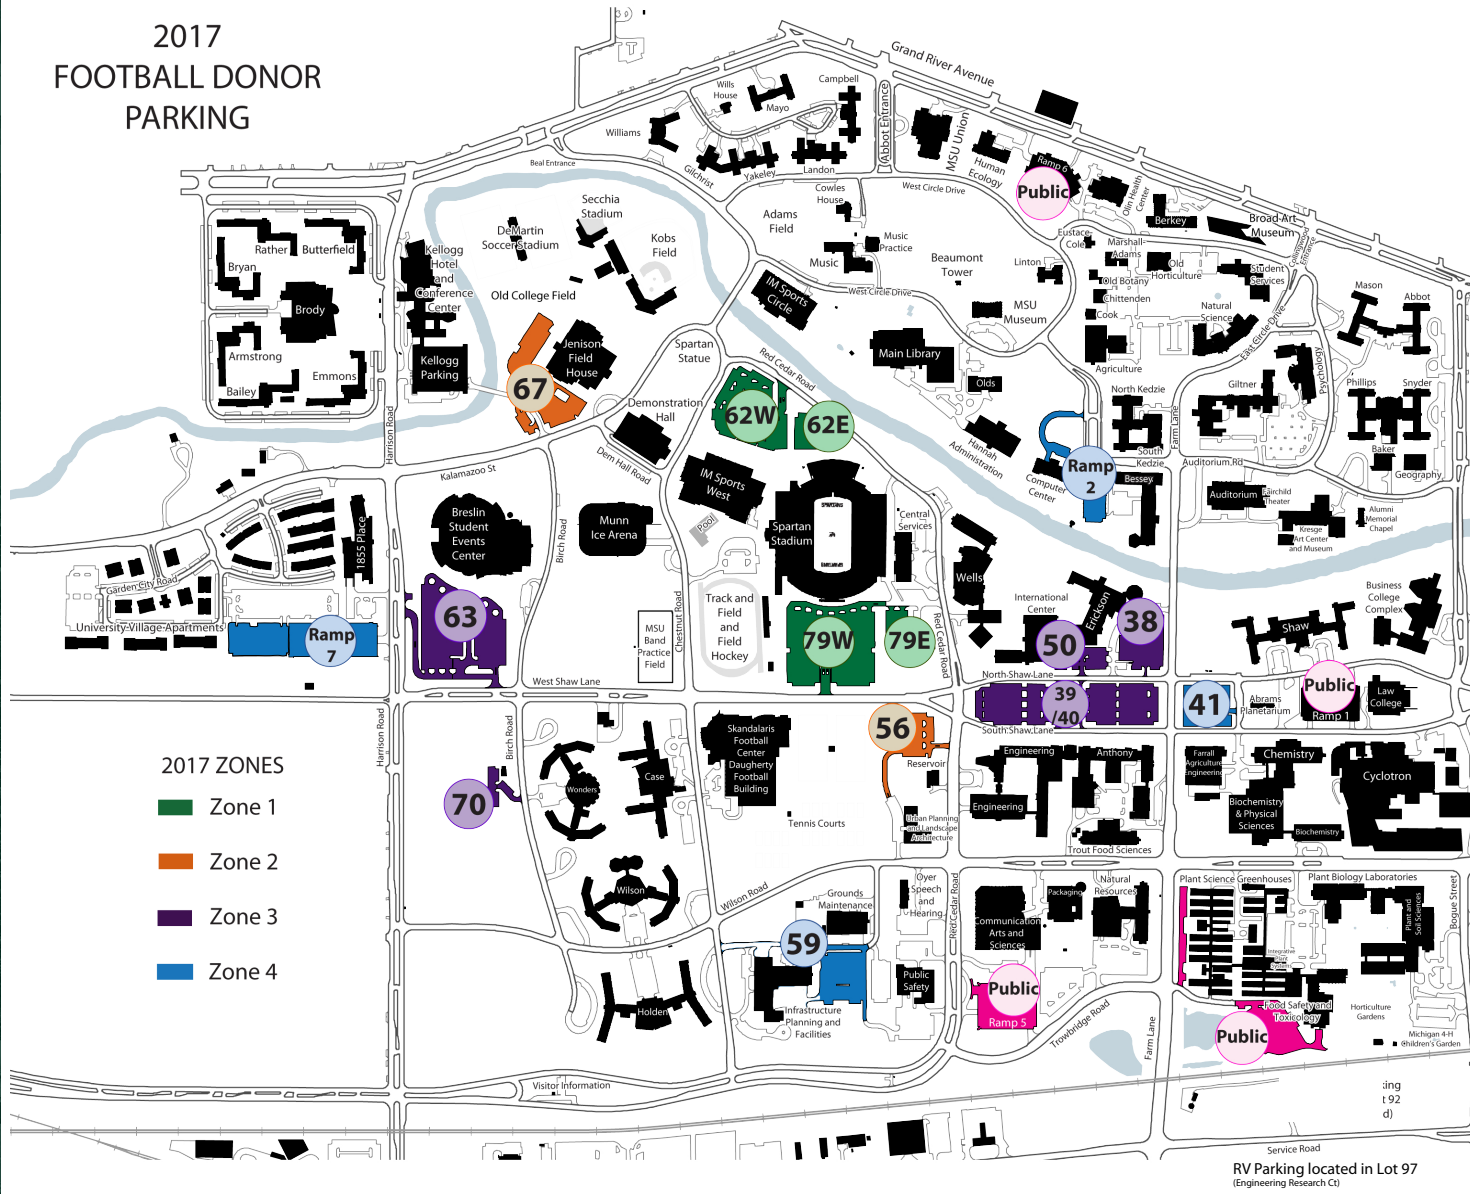 2017
FOOTBALL DONOR
PARKING
Grand River Avenue
Wills
House
Mayo
Campbell
Williams
Gilchrist
Yakeley
Landon
Abbot Entrance
MSU Union
Human
Ecology
Ramp 6
Public
Olin Health
Center
Berkey
Broad Art
Museum
Collingwood
Entrance
Beal Entrance
West Circle Drive
Cowles
House
Adams
Field
Music
Practice
Music
Beaumont
Tower
Eustace
Cole
Marshall-
Adams
Linton
Old
Horticulture
Old Botany
Chittenden
Cook
Student
Services
Natural
Science
East Circle Drive
Agriculture
MSU
Museum
West Circle Drive
IM Sports
Circle
Main Library
Olds
Secchia
Stadium
DeMartin
Soccer Stadium
Kobs
Field
Old College Field
Rather
Butterfield
Bryan
Brody
Armstrong
Bailey
Emmons
Kellogg
Hotel
and
Conference
Center
Kellogg
Parking
Jenison
Field
House
67
Spartan
Statue
Red Cedar Road
Demonstration
Hall
Dem Hall Road
62W
62E
Hannah
Administration
Mason
Abbot
Giltner
Psychology
Phillips
Snyder
Baker
Geography
North Kedzie
South
Kedzie
Farm Lane
Auditorium Rd
Computer
Center
Ramp
2
Bessey
Auditorium
Fairchild
Theater
Kresge
Art Center
and Museum
Alumni
Memorial
Chapel
Harrison Road
Kalamazoo St
Breslin
Student
Events
Center
Birch Road
Munn
Ice Arena
IM Sports
West
Pool
Spartan
Stadium
SPARTANS
Central
Services
Wells
International
Center
Erickson
38
50
Shaw
Business
College
Complex
1855 Place
Garden City Road
University Village Apartments
Ramp
7
63
MSU
Band
Practice
Field
Chestnut Road
Track and
Field
and
Field
Hockey
79W
79E
Red Cedar Road
North Shaw Lane
39
/40
South Shaw Lane
41
Abrams
Planetarium
Public
Ramp 1
Law
College
West Shaw Lane
Harrison Road
Birch Road
70
Wonders
Case
Skandalaris
Football
Center
Daugherty
Football
Building
56
Reservoir
Tennis Courts
Urban Planning
and Landscape
Architecture
Engineering
Anthony
Engineering
Trout Food Sciences
Farrall
Agriculture
Engineering
Chemistry
Cyclotron
Biochemistry
& Physical
Sciences
Biochemistry
2017 ZONES
Zone 1
Zone 2
Zone 3
Zone 4
Wilson
Wilson Road
Holden
Grounds
Maintenance
59
Infrastructure
Planning and
Facilities
Oyer
Speech
and
Hearing
Red Cedar Road
Public
Safety
Communication
Arts and
Sciences
Packaging
Natural
Resources
Public
Ramp 5
Trowbridge Road
Farm Lane
Plant Science Greenhouses
Plant Biology Laboratories
Plant and
Soil Sciences
Bogue Street
Integrative
Plant
Food Safety and
Toxicology
Public
Horticulture
Gardens
Michigan 4-H
Children's Garden
Visitor Information
:ing
t 92
d)
Service Road
RV Parking located in Lot 97
(Engineering Research Ct)